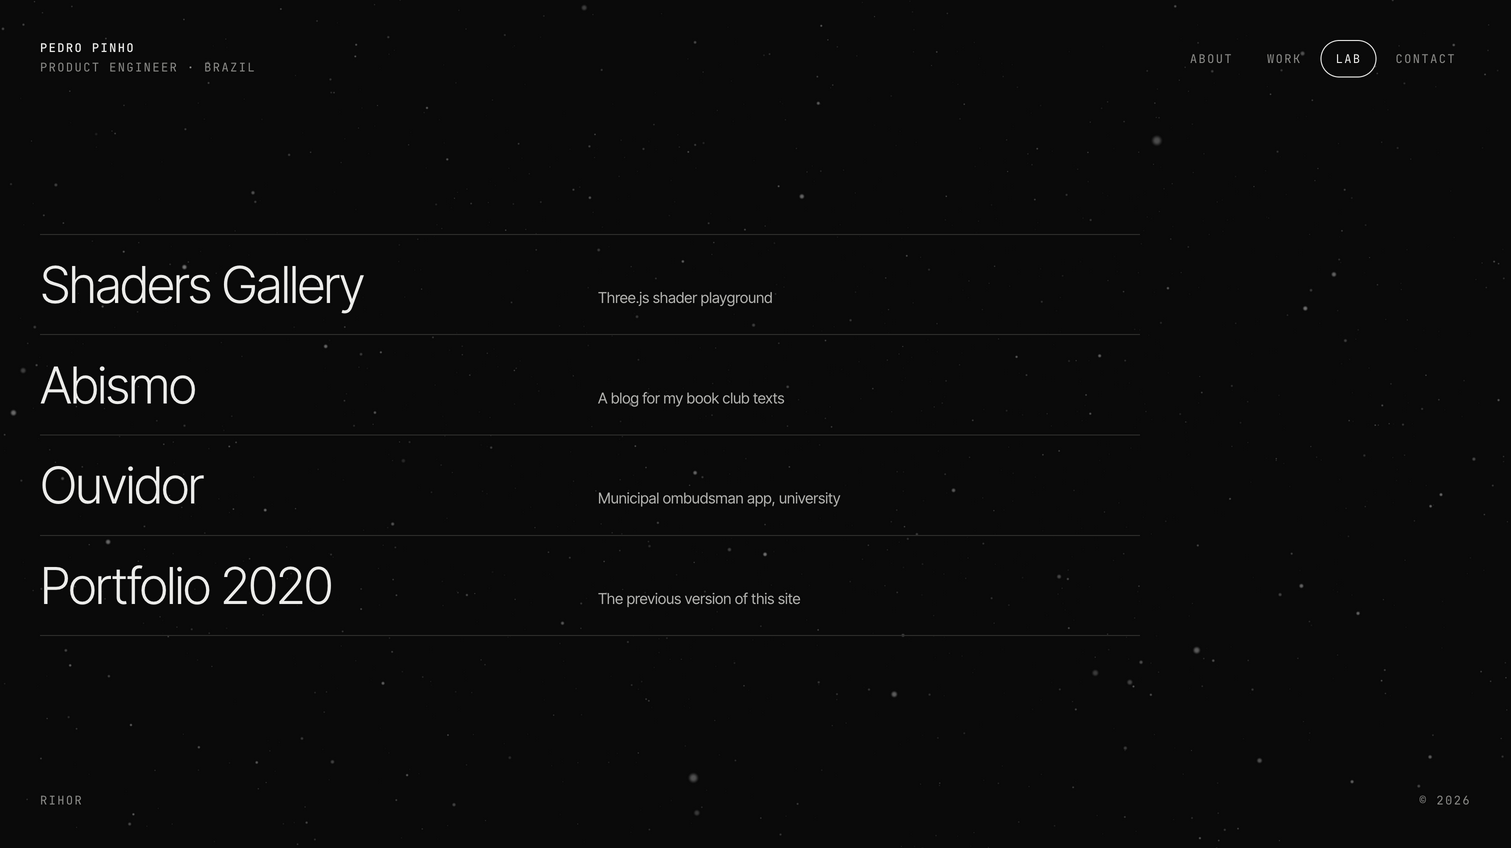 PEDRO PINHO
PRODUCT ENGINEER · BRAZIL
ABOUT WORK LAB CONTACT
Shaders Gallery
Three.js shader playground
Abismo
A blog for my book club texts
Ouvidor
Municipal ombudsman app, university
Portfolio 2020
The previous version of this site
RIHOR
© 2026